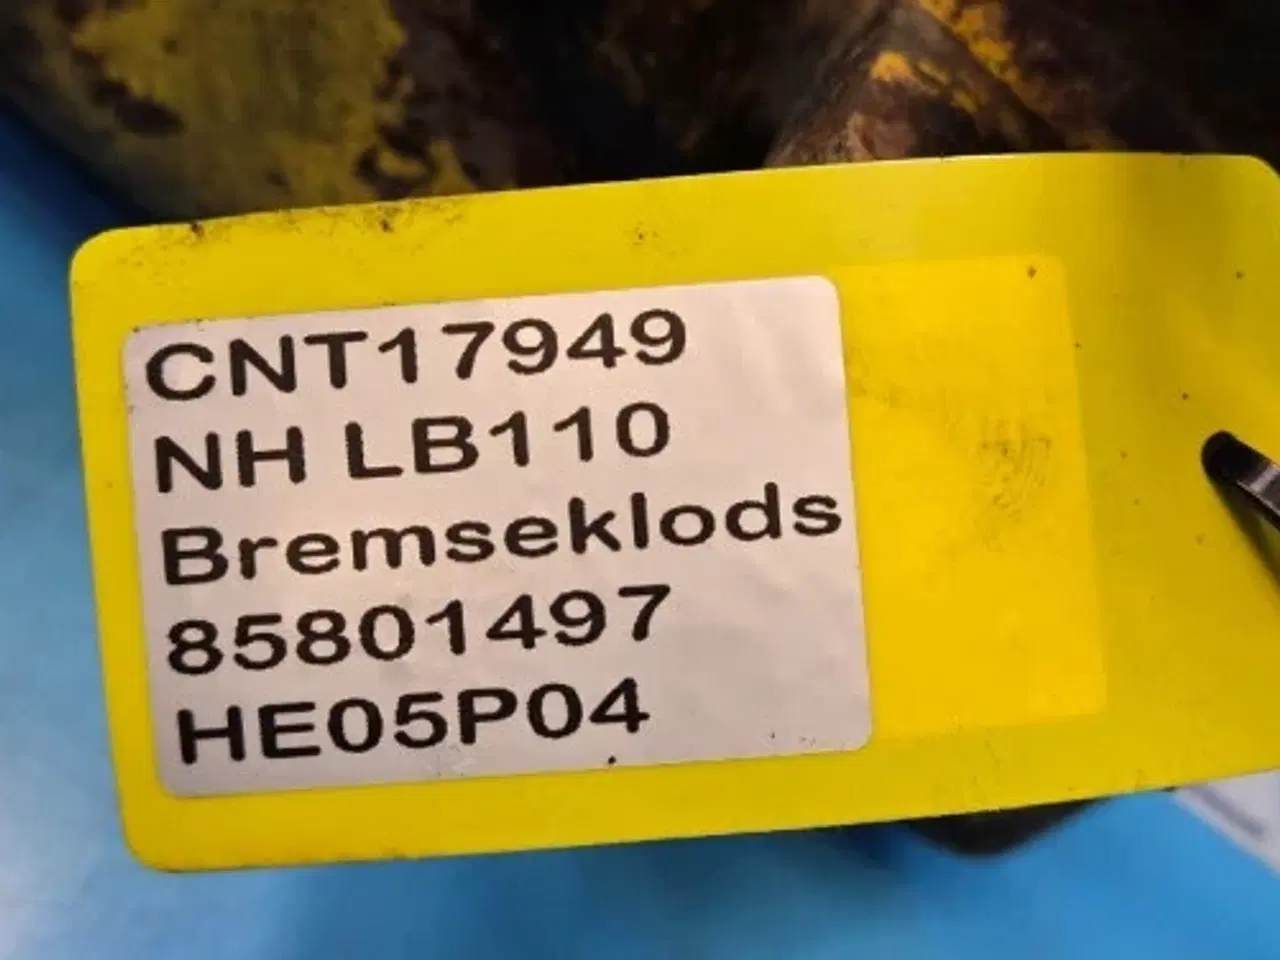 CNT17949
NH LB110
Bremseklods
85801497
HE05P04